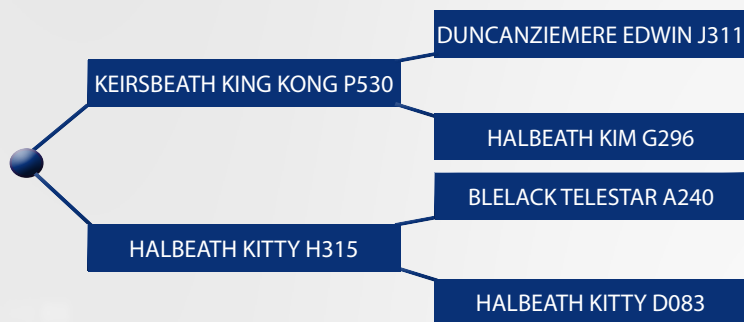 DUNCANZIEMERE EDWIN J311
KEIRSBEATH KING KONG P530
HALBEATH KIM G296
BLELACK TELESTAR A240
HALBEATH KITTY H315
HALBEATH KITTY D083